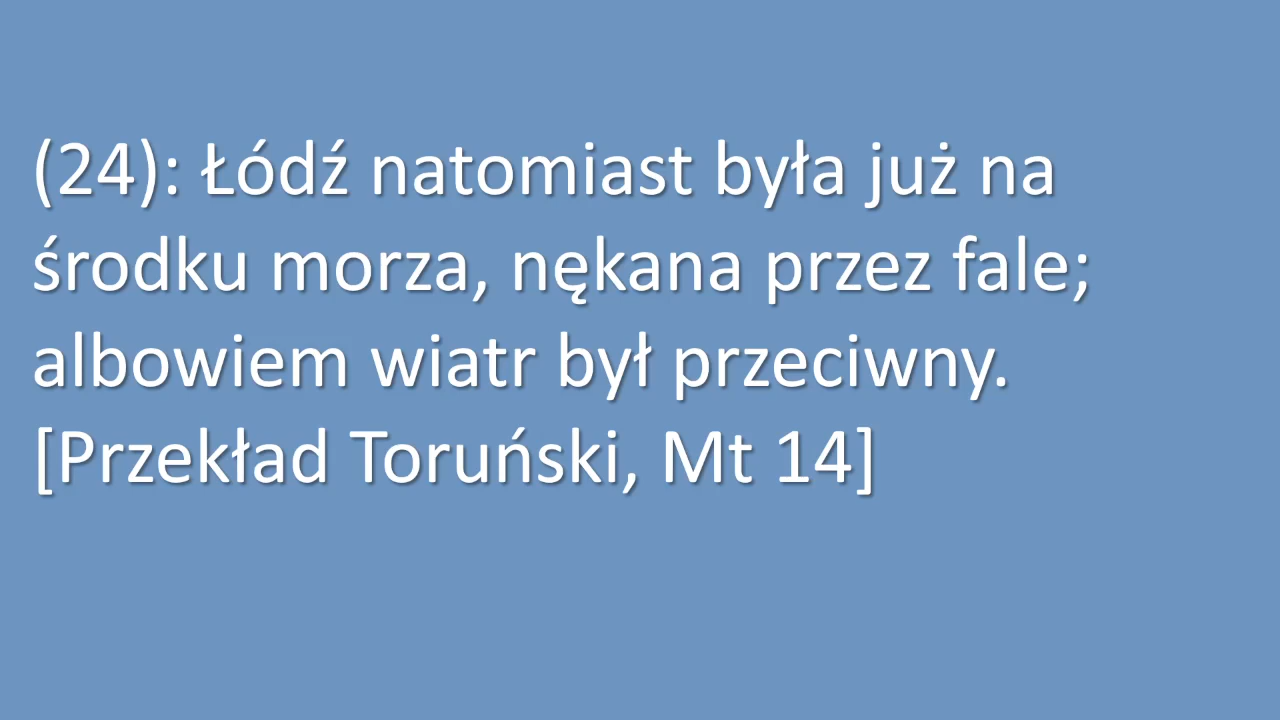 (24): Łódź natomiast była już na
środku morza, nękana przez fale;
albowiem wiatr był przeciwny.
[Przekład Toruński, Mt 14]